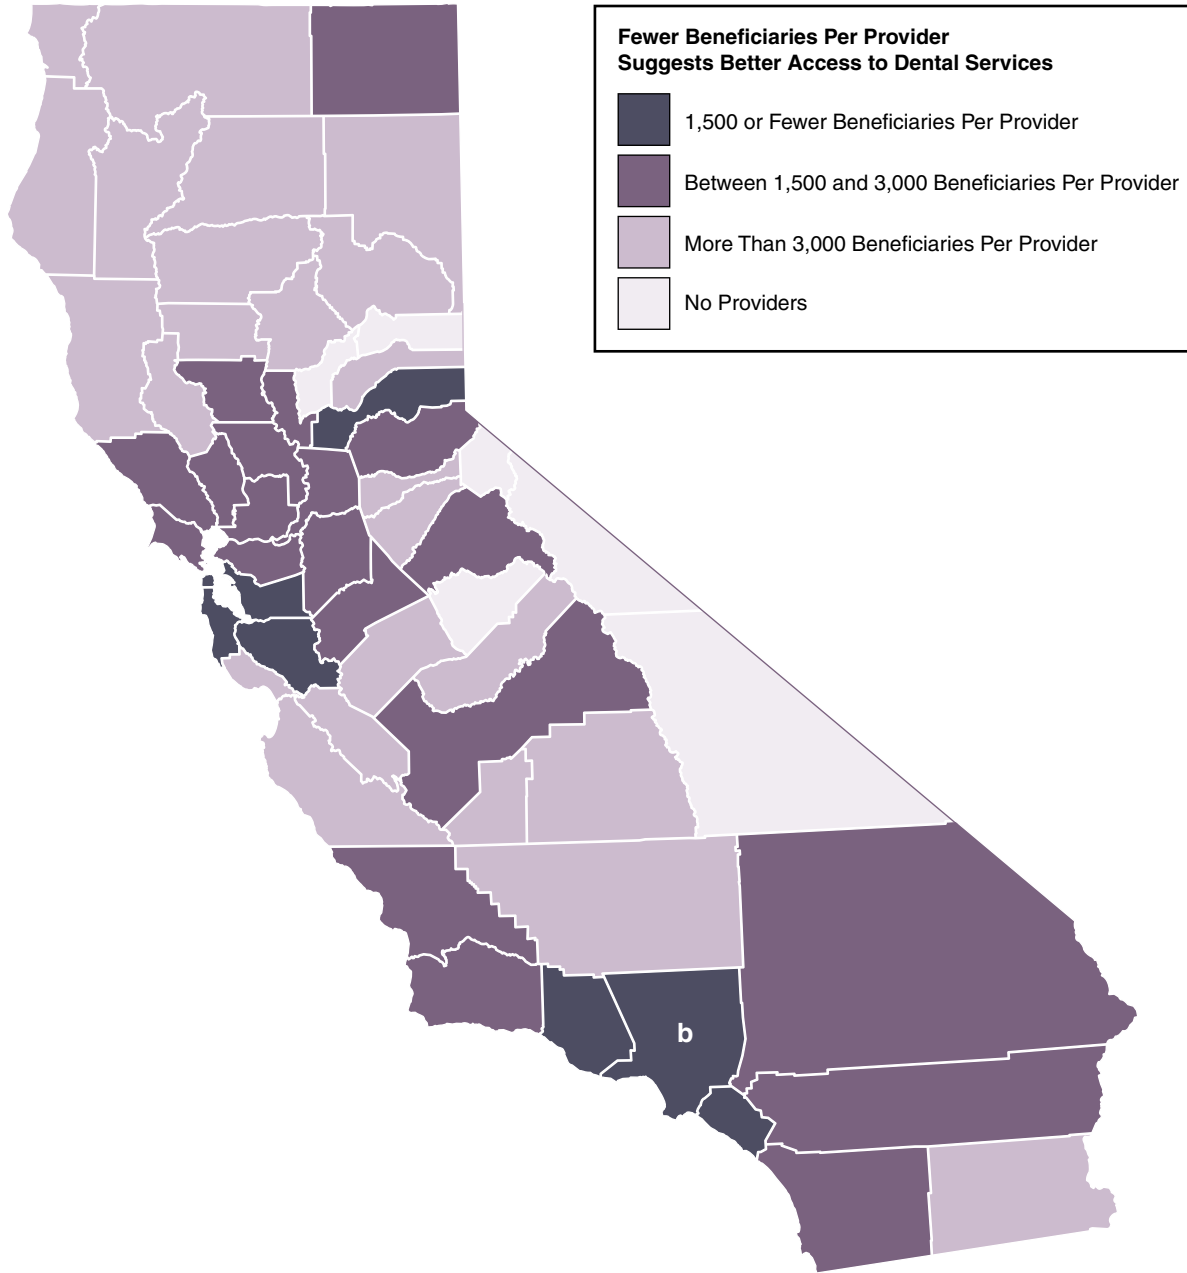 Fewer Beneficiaries Per Provider
Suggests Better Access to Dental Services
1,500 or Fewer Beneficiaries Per Provider
Between 1,500 and 3,000 Beneficiaries Per Provider
More Than 3,000 Beneficiaries Per Provider
No Providers
b